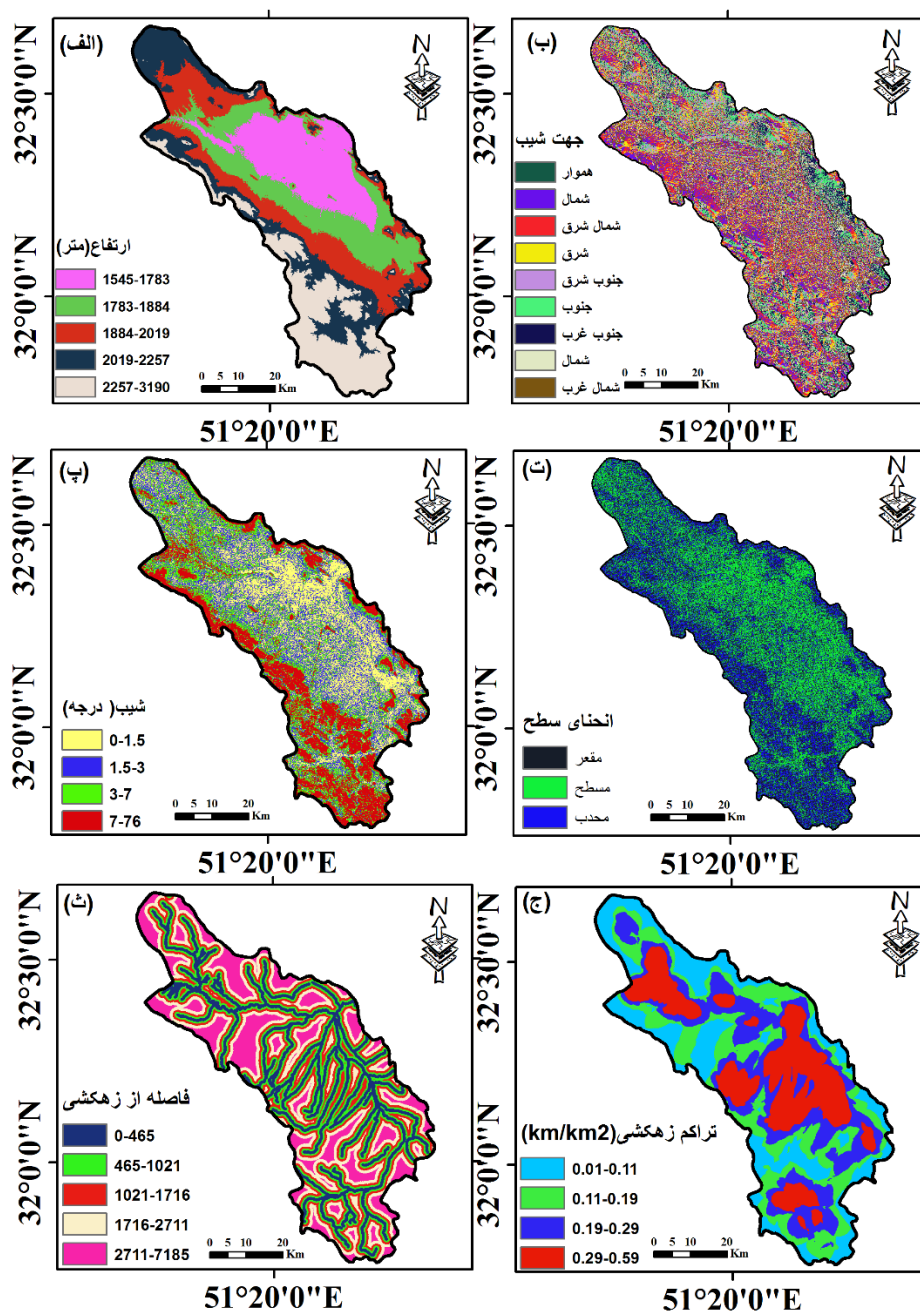 (الف)
N
32°30'0"N
32°0'0"N
ارتفاع(متر)
1545-1783
1783-1884
1884-2019
2019-2257
2257-3190
0 5 10 20
Km
51°20'0"E
(ب)
N
32°30'0"N
32°0'0"N
جهت شیب
هموار
شمال
شمال شرق
شرق
جنوب شرق
جنوب
جنوب غرب
شمال
شمال غرب
0 5 10 20
Km
51°20'0"E
(پ)
N
32°30'0"N
32°0'0"N
شیب( درجه)
0-1.5
1.5-3
3-7
7-76
0 5 10 20
Km
51°20'0"E
(ت)
N
32°30'0"N
32°0'0"N
انحنای سطح
مقعر
مسطح
محدب
0 5 10 20
Km
51°20'0"E
(ث)
N
32°30'0"N
32°0'0"N
فاصله از زهکشی
0-465
465-1021
1021-1716
1716-2711
2711-7185
0 5 10 20
Km
51°20'0"E
(ج)
N
32°30'0"N
32°0'0"N
تراکم زهکشی(km/km2)
0.01-0.11
0.11-0.19
0.19-0.29
0.29-0.59
0 5 10 20
Km
51°20'0"E